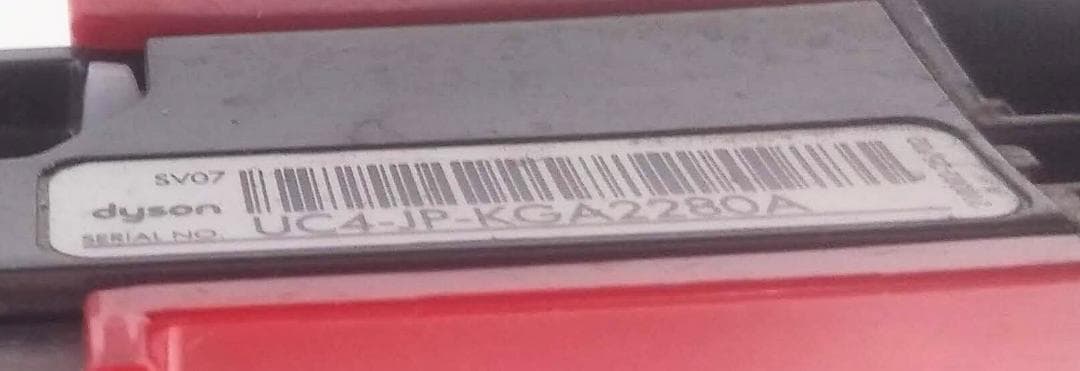 SV07
dyson
SERIAL NO. UC4-JP-KGA2280A